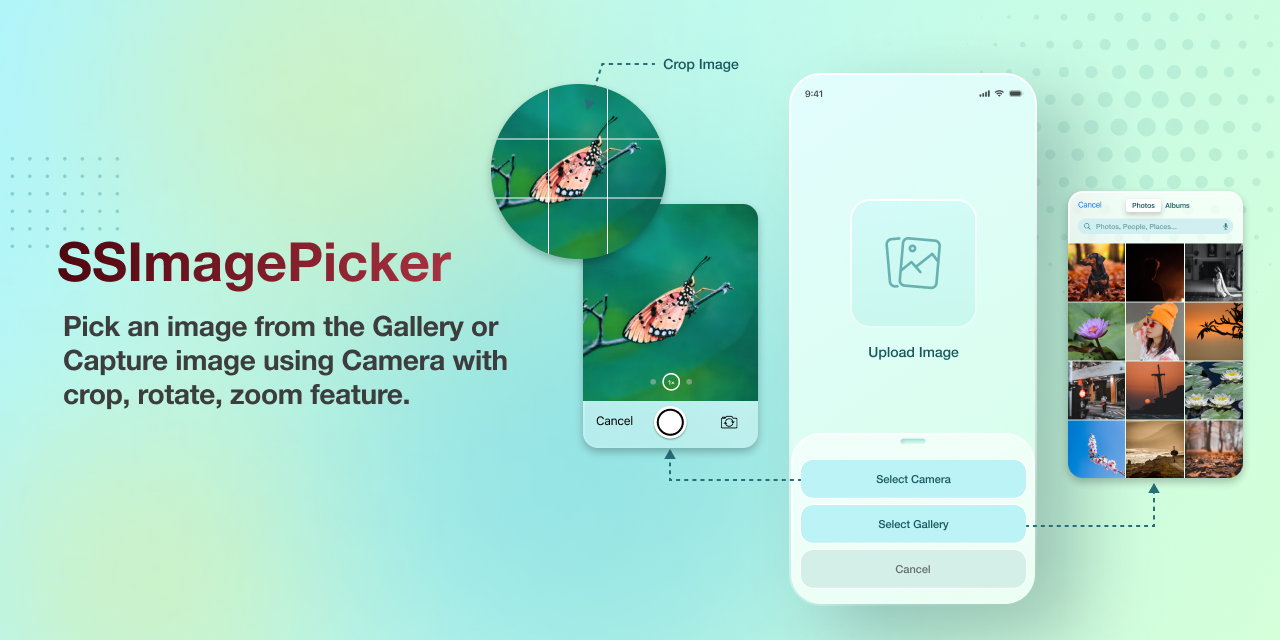 SSImagePicker
Pick an image from the Gallery or
Capture image using Camera with
crop, rotate, zoom feature.
Crop Image
1x
Cancel
9:41
Upload Image
Select Camera
Select Gallery
Cancel
Cancel
Photos
Albums
Photos, People, Places...